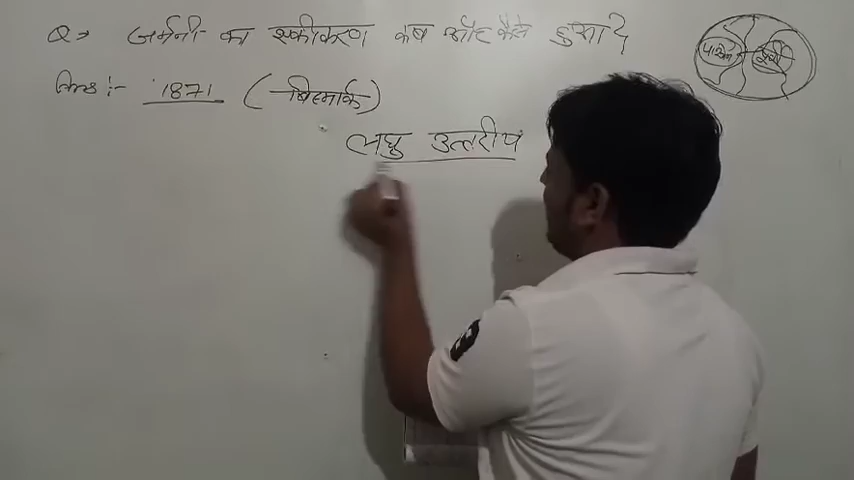 Q→ जर्मनी का एकीकरण कब और कैसे हुआ?
1871 (बिस्मार्क)
लघु उत्तरीय